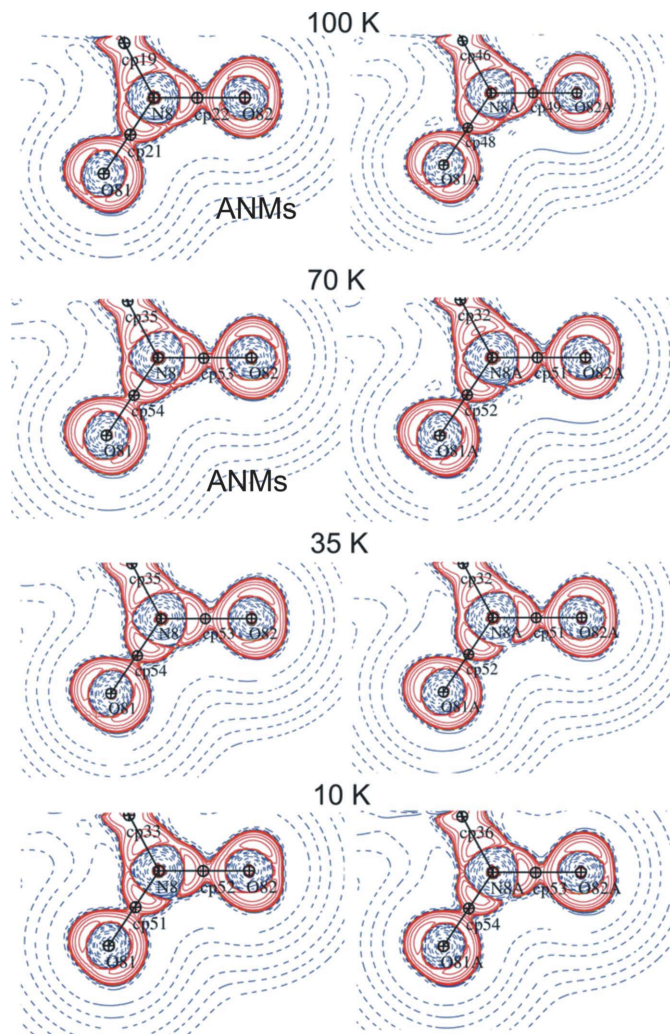 100 K
cp19 cp46
N8 cp22 O82 N8A cp49 O82A
cp21 cp48
O81 O81A
ANMs
70 K
cp35 cp32
N8 cp53 O82 N8A cp51 O82A
cp54 cp52
O81 O81A
ANMs
35 K
cp35 cp32
N8 cp53 O82 N8A cp51 O82A
cp54 cp52
O81 O81A
10 K
cp33 cp36
N8 cp52 O82 N8A cp53 O82A
cp51 cp54
O81 O81A